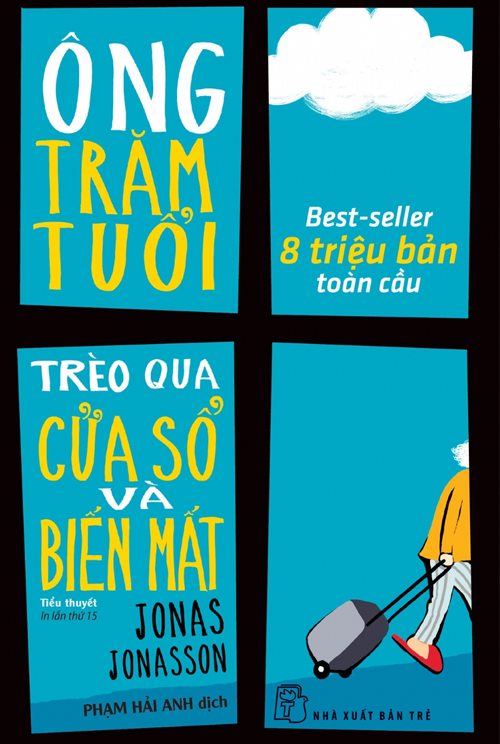 ÔNG
TRĂM
TUỔI
Best-seller
8 triệu bản
toàn cầu
TRÈO QUA
CỬA SỔ
VÀ
BIẾN MẤT
Tiểu thuyết
In lần thứ 15
JONAS
JONASSON
PHẠM HẢI ANH dịch
NHÀ XUẤT BẢN TRẺ